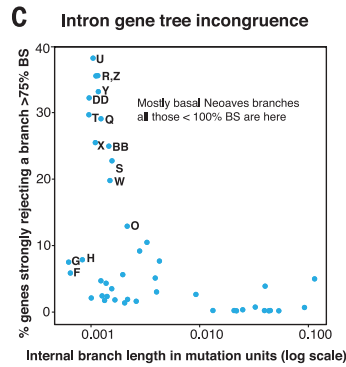 C Intron gene tree incongruence
% genes strongly rejecting a branch >75% BS
40
30
20
10
0
U
R,Z
Y
DD
T
Q
X
BB
S
W
O
G
H
F
Mostly basal Neoaves branches
all those < 100% BS are here
0.001
0.010
0.100
Internal branch length in mutation units (log scale)